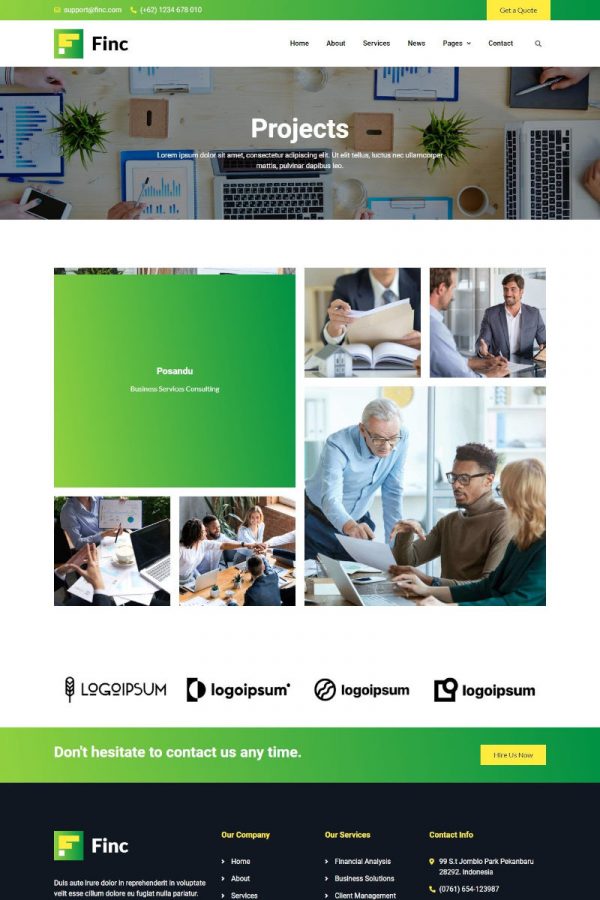 support@finc.com (+62) 1234 678 010 Get a Quote
Finc Home About Services News Pages Contact
Projects
Lorem ipsum dolor sit amet, consectetur adipiscing elit. Ut elit tellus, luctus nec ullamcorper
mattis, pulvinar dapibus leo.
Posandu
Business Services Consulting
LOGOIPSUM logoipsum logoipsum logoipsum
Don't hesitate to contact us any time. Hire Us Now
Finc
Duis aute irure dolor in reprehenderit in voluptate
velit esse cillum dolore eu fugiat nulla pariatur.
Our Company
Home
About
Services
Our Services
Financial Analysis
Business Solutions
Client Management
Contact Info
99 S.t Jomblo Park Pekanbaru
28292. Indonesia
(0761) 654-123987